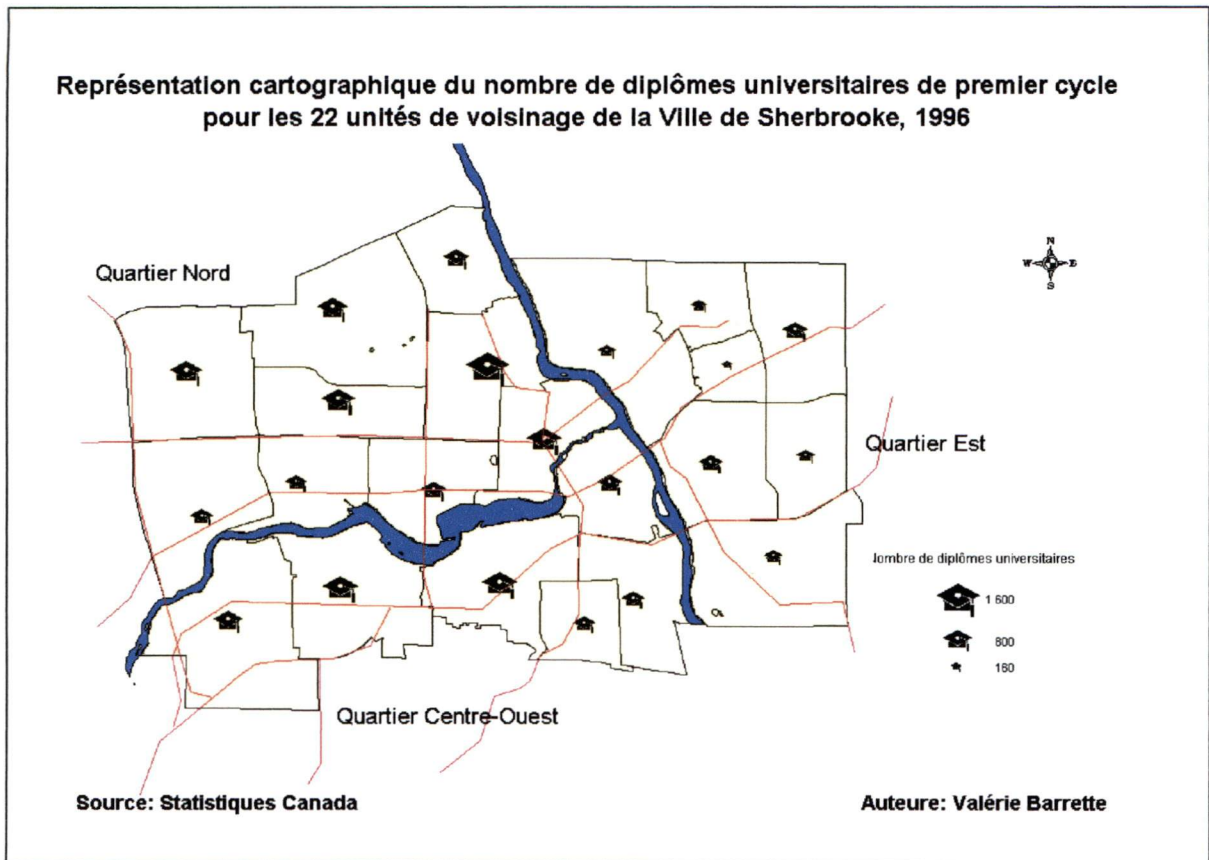 Représentation cartographique du nombre de diplômes universitaires de premier cycle
pour les 22 unités de voisinage de la Ville de Sherbrooke, 1996
Quartier Nord
N
W E
S
Quartier Est
Jombre de diplômes universitaires
1 600
800
160
Quartier Centre-Ouest
Source: Statistiques Canada
Auteure: Valérie Barrette